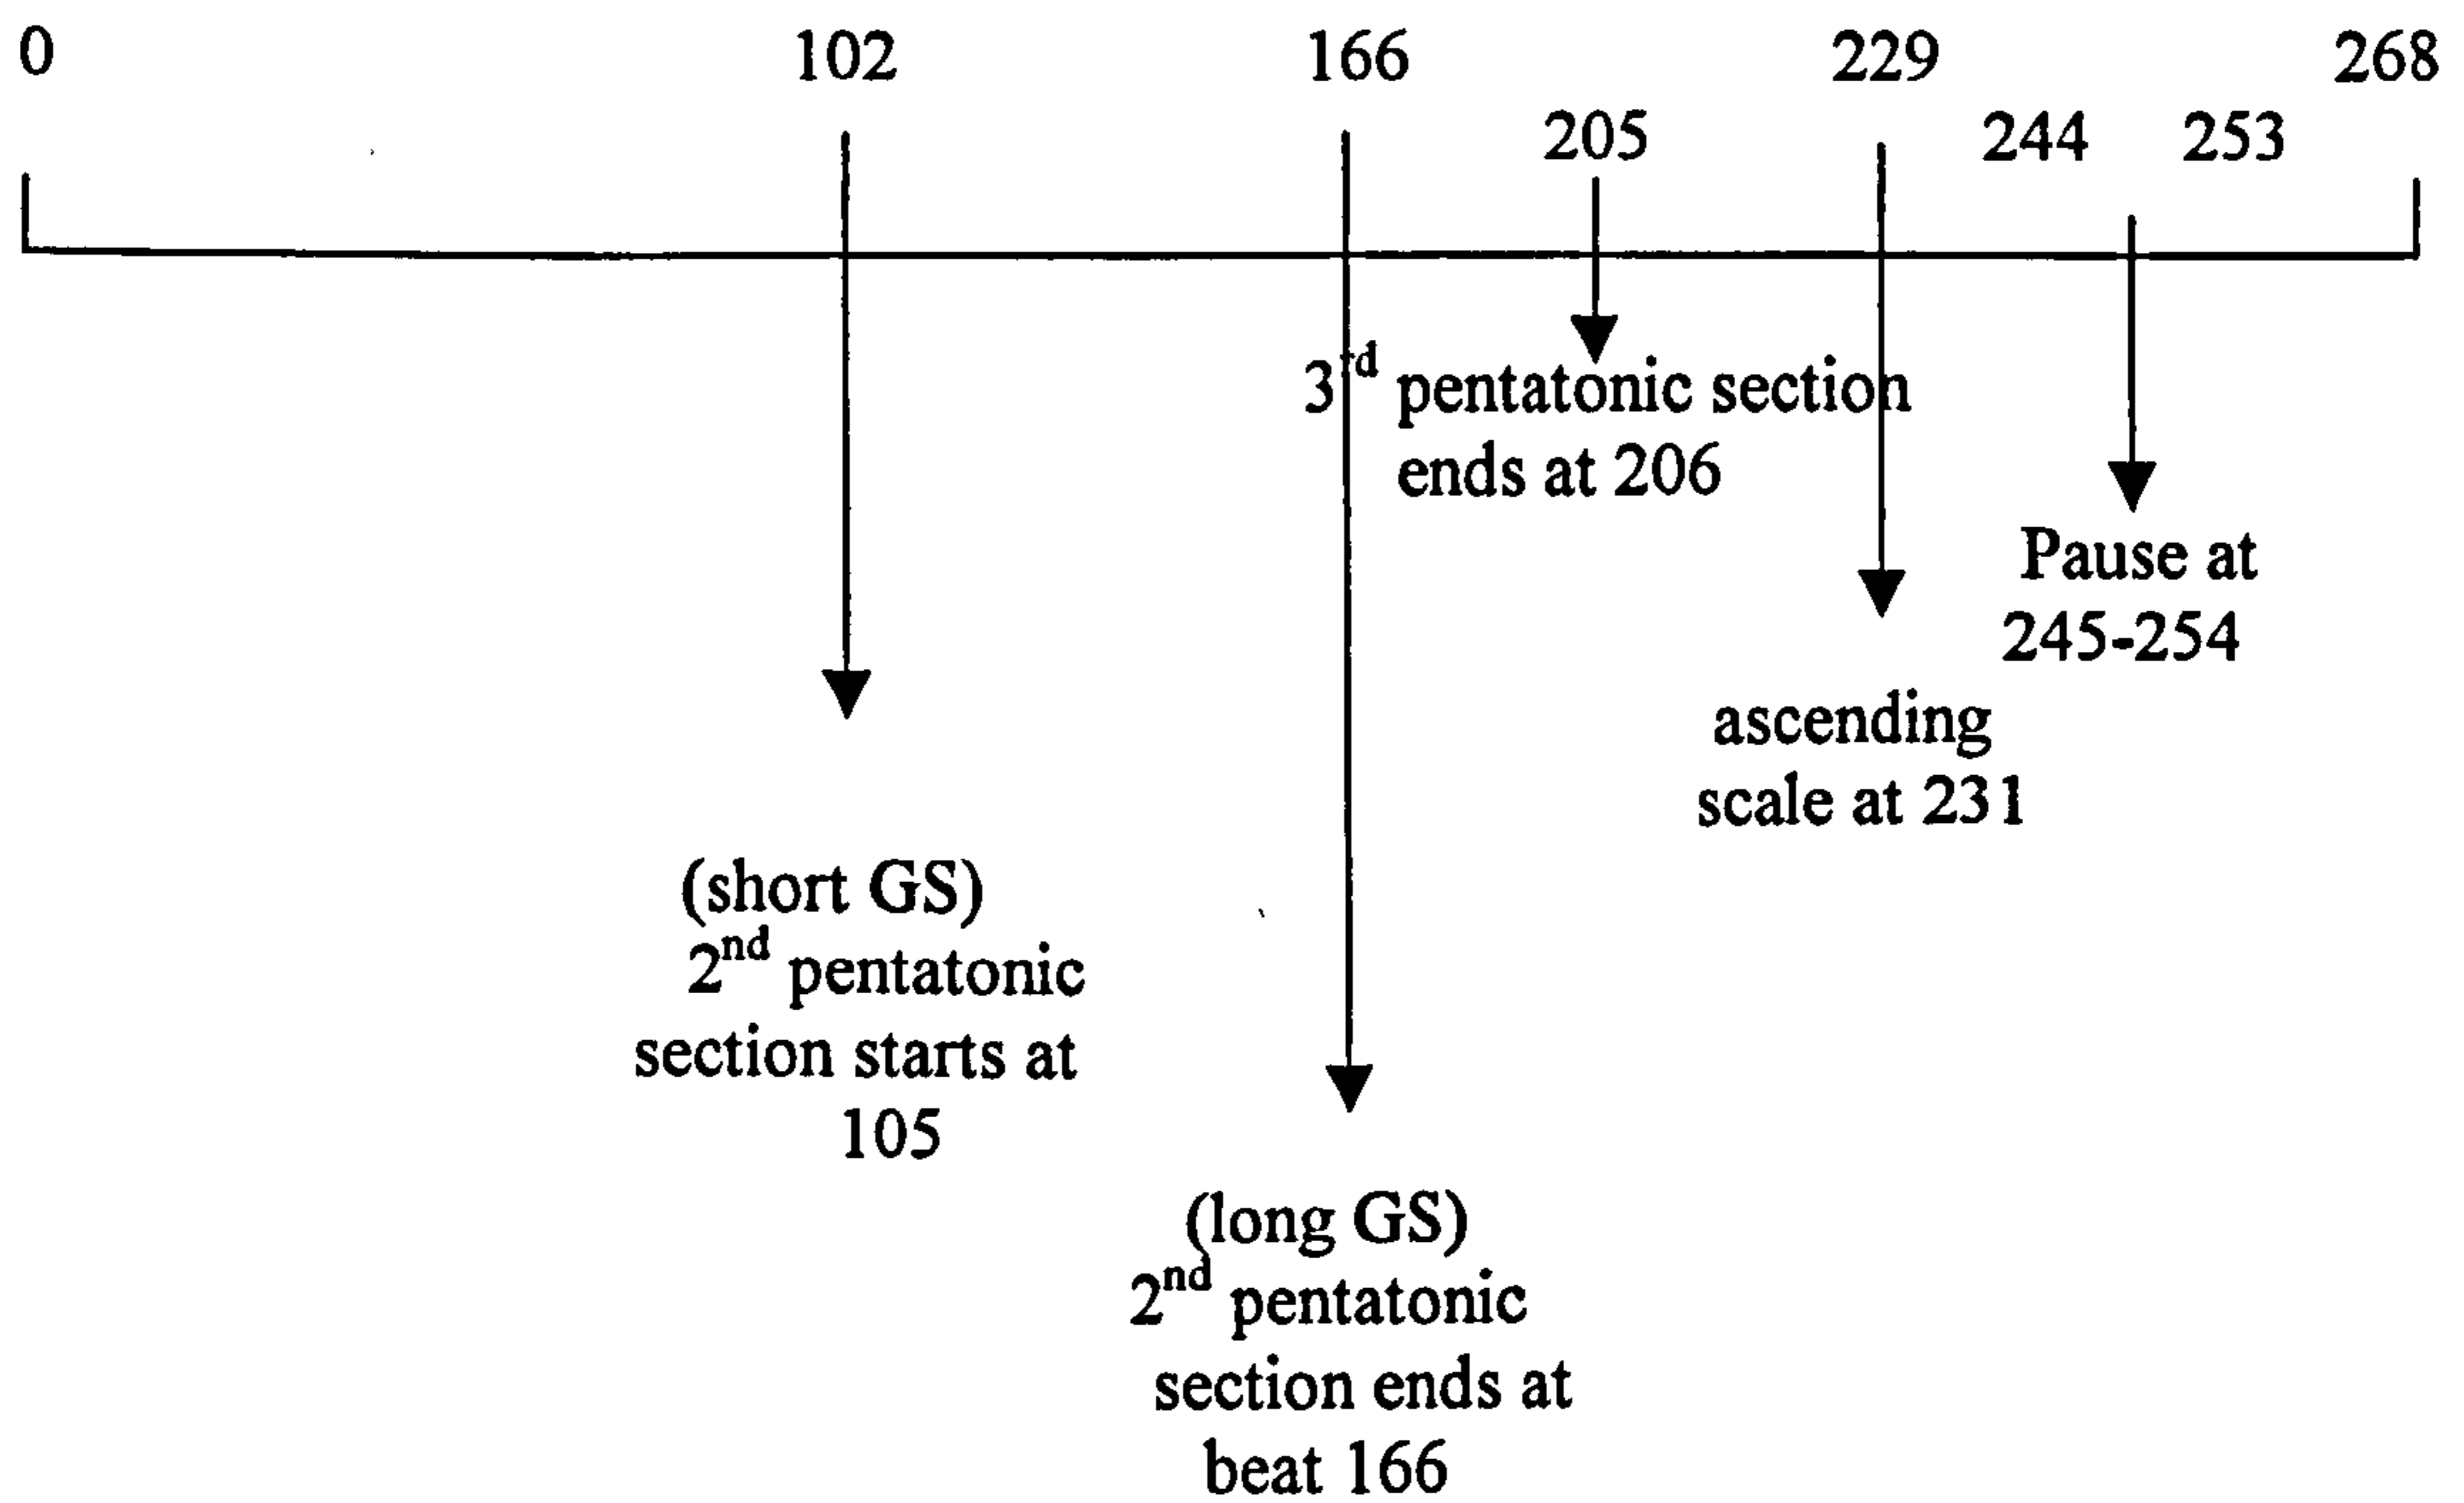 0 102 166 229 268
205 244 253
3rd pentatonic section
ends at 206
Pause at
245-254
ascending
scale at 231
(short GS)
2nd pentatonic
section starts at
105
(long GS)
2nd pentatonic
section ends at
beat 166